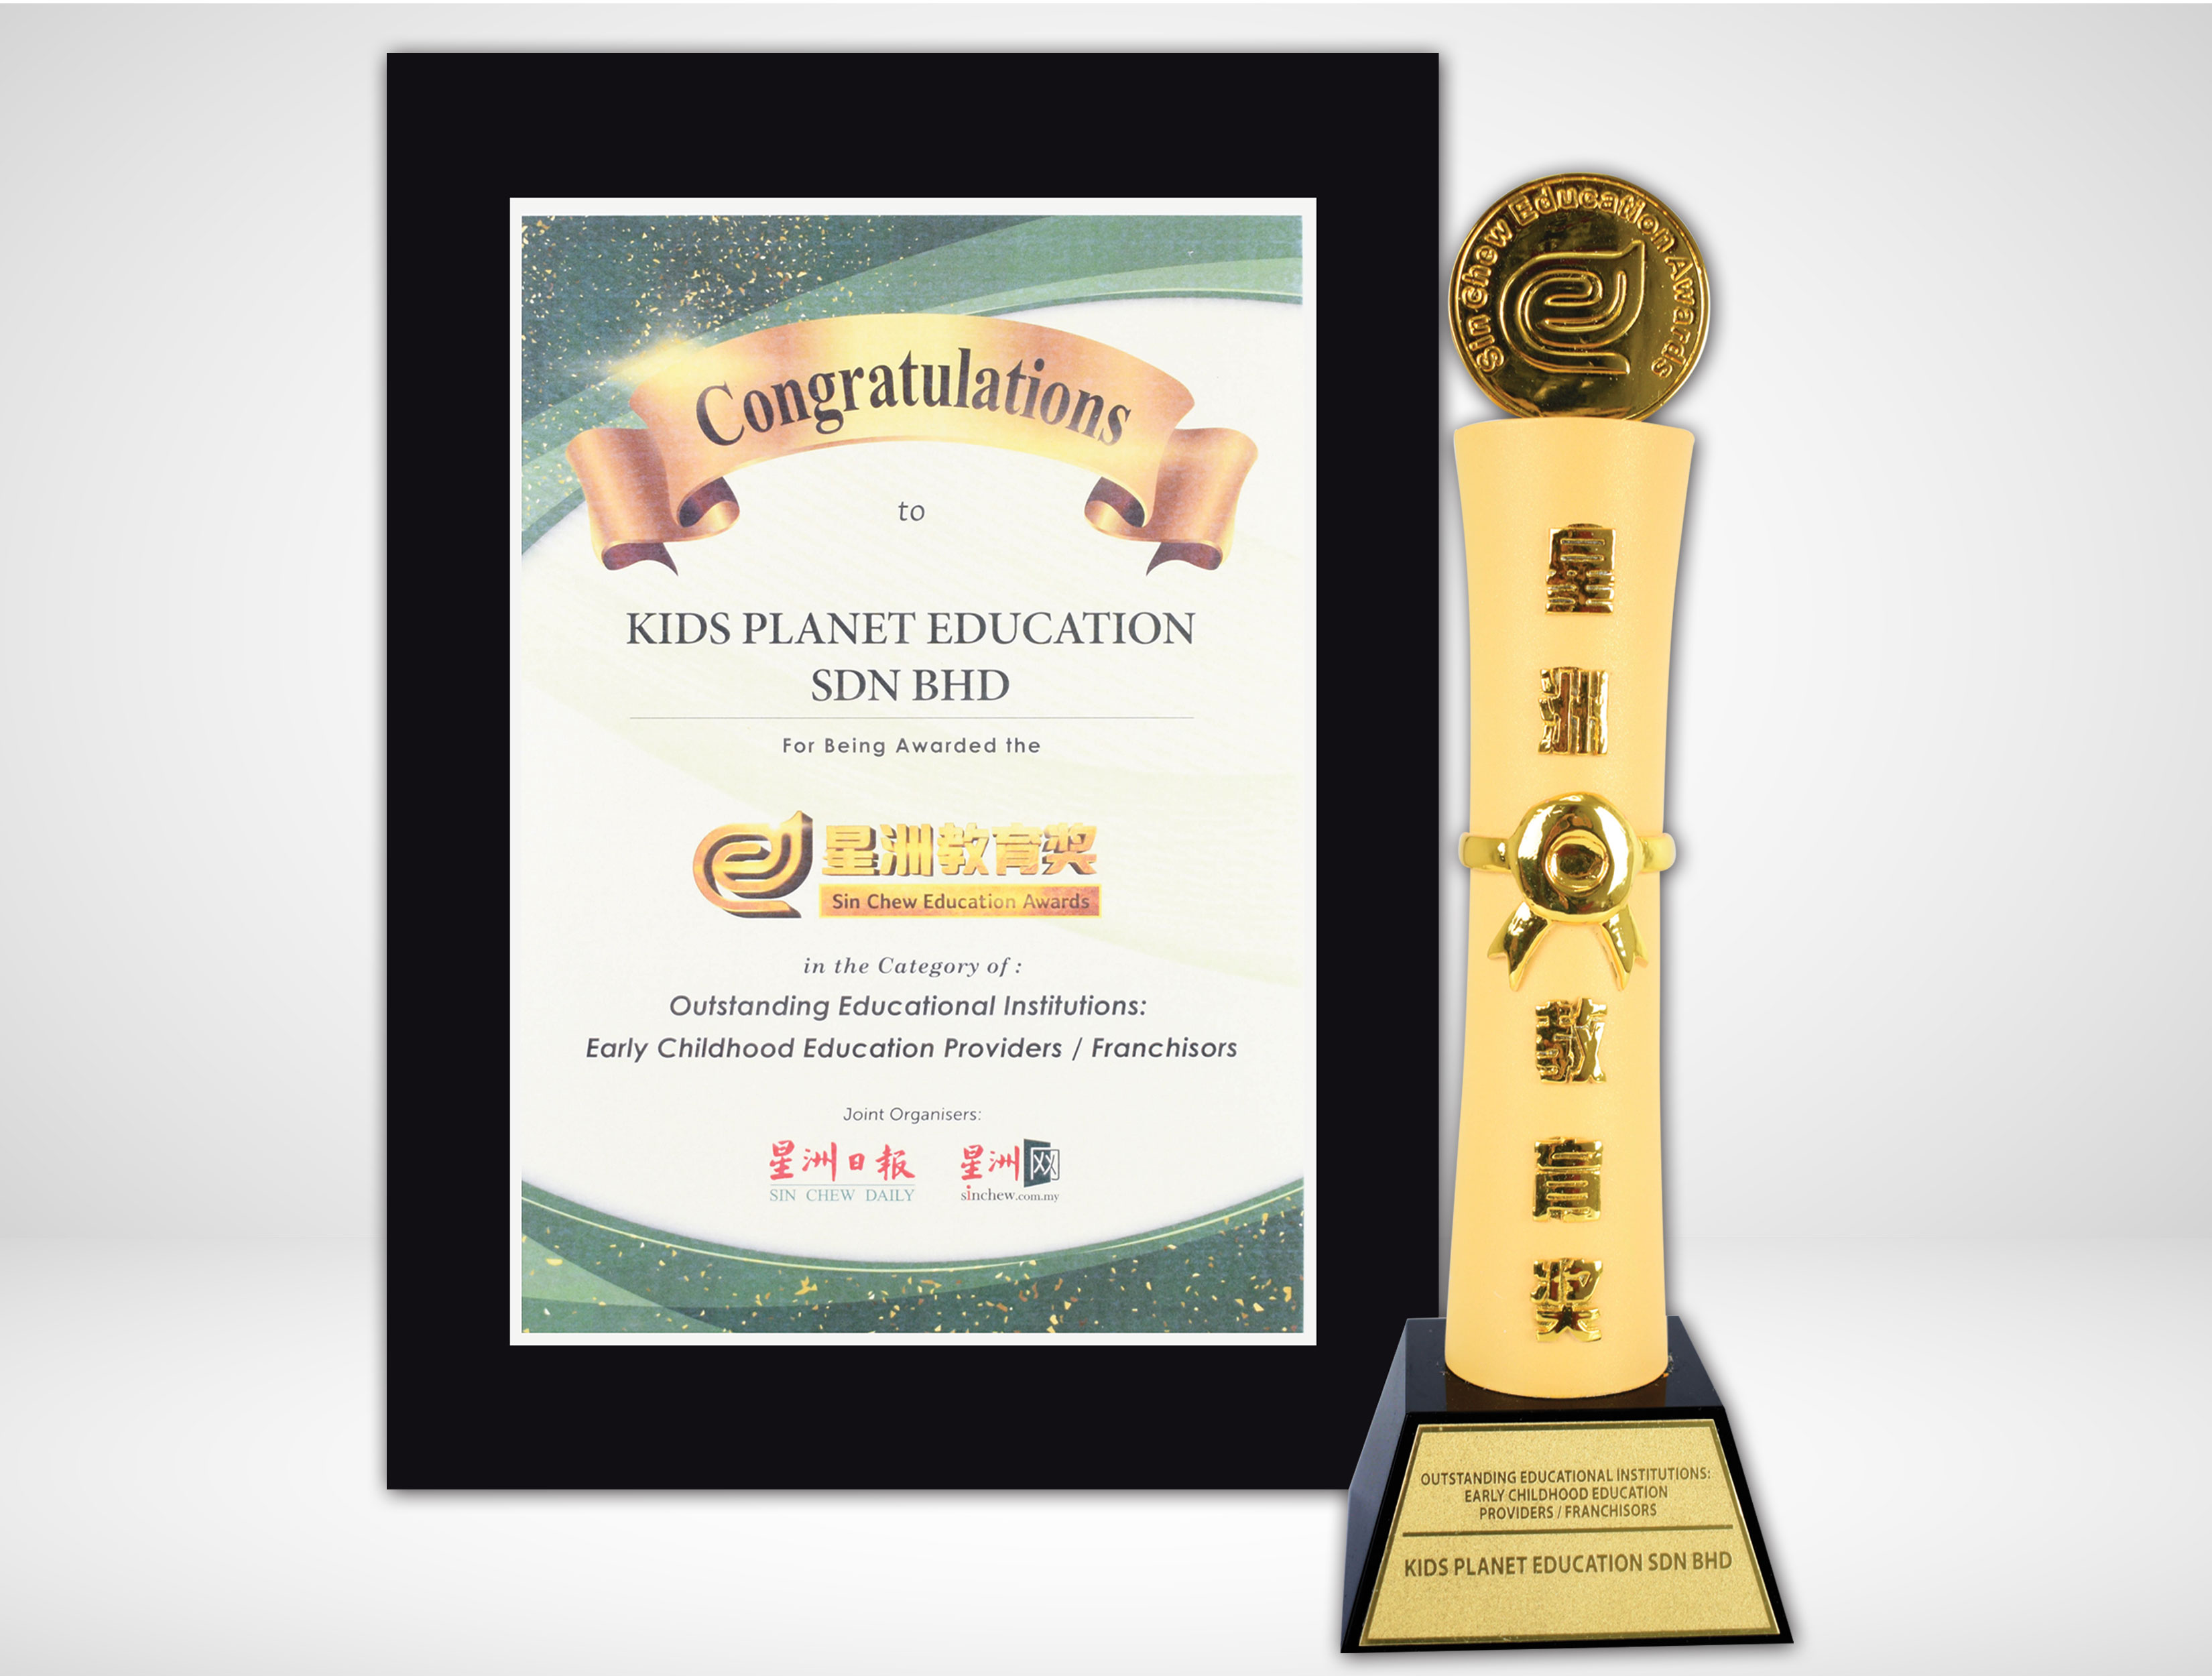 Congratulations
to
KIDS PLANET EDUCATION
SDN BHD
For Being Awarded the
星洲教育奖
Sin Chew Education Awards
in the Category of :
Outstanding Educational Institutions:
Early Childhood Education Providers / Franchisors
Joint Organisers:
星洲日报
SIN CHEW DAILY
星洲网
sinchew.com.my
Sin Chew Education Awards
星
洲
教
育
奖
OUTSTANDING EDUCATIONAL INSTITUTIONS:
EARLY CHILDHOOD EDUCATION
PROVIDERS / FRANCHISORS
KIDS PLANET EDUCATION SDN BHD